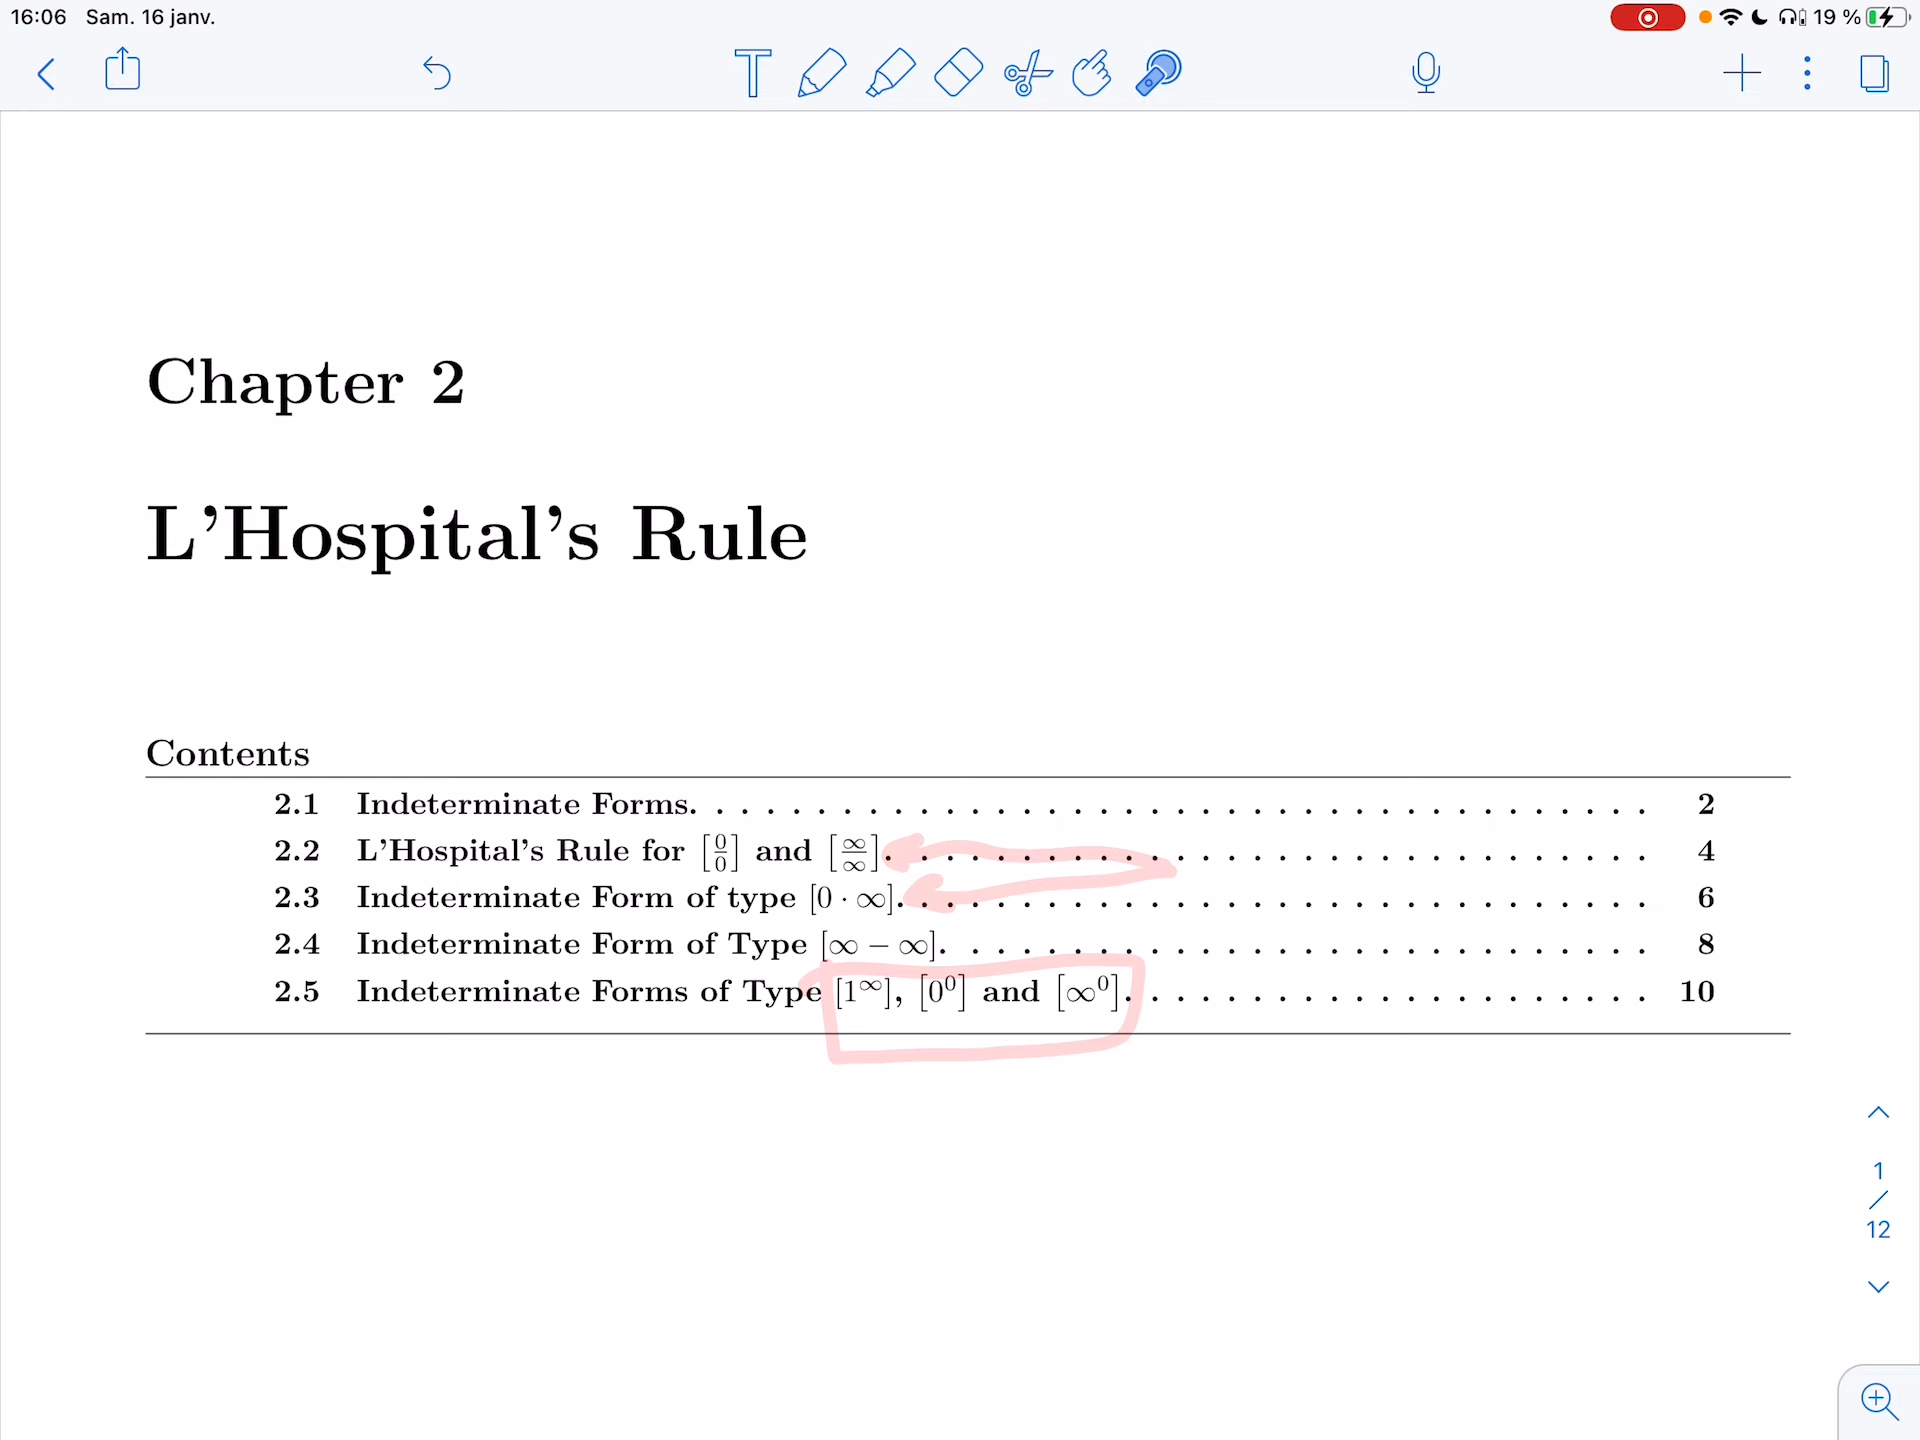 16:06 Sam. 16 janv. 19 %
Chapter 2
L'Hospital's Rule
Contents
2.1 Indeterminate Forms. . . . . . . . . . . . . . . . . . . . . . . . . . . . . . . . . . . . . . 2
2.2 L'Hospital's Rule for [0/0] and [∞/∞]. . . . . . . . . . . . . . . . . . . . . . . . . . . . . . 4
2.3 Indeterminate Form of type [0 · ∞]. . . . . . . . . . . . . . . . . . . . . . . . . . . . . . 6
2.4 Indeterminate Form of Type [∞ − ∞]. . . . . . . . . . . . . . . . . . . . . . . . . . . . 8
2.5 Indeterminate Forms of Type [1^∞], [0^0] and [∞^0]. . . . . . . . . . . . . . . . . . . . . 10
1
/
12